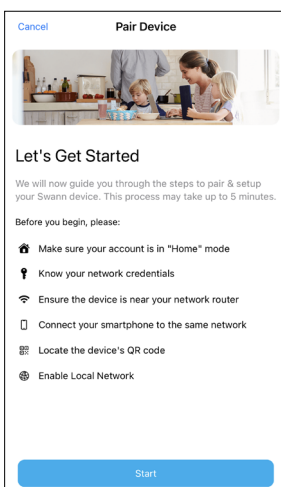 Cancel
Pair Device
Let's Get Started
We will now guide you through the steps to pair & setup
your Swann device. This process may take up to 5 minutes.
Before you begin, please:
Make sure your account is in "Home" mode
Know your network credentials
Ensure the device is near your network router
Connect your smartphone to the same network
Locate the device's QR code
Enable Local Network
Start